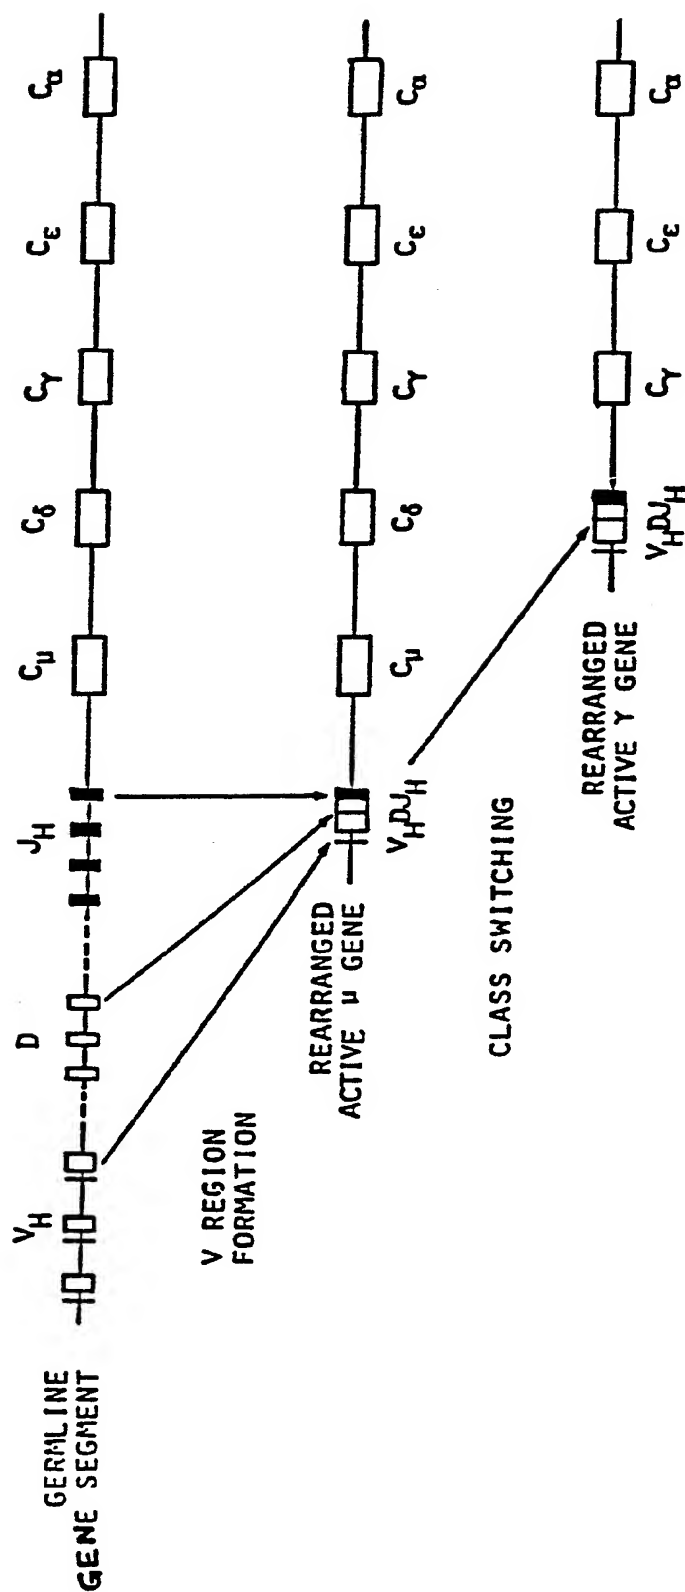 GERMLINE
GENE SEGMENT
V_H
D
J_H
C_μ
C_δ
C_γ
C_ε
C_α
V REGION
FORMATION
REARRANGED
ACTIVE μ GENE
V_HDJ_H
C_μ
C_δ
C_γ
C_ε
C_α
CLASS SWITCHING
REARRANGED
ACTIVE γ GENE
V_HDJ_H
C_γ
C_ε
C_α